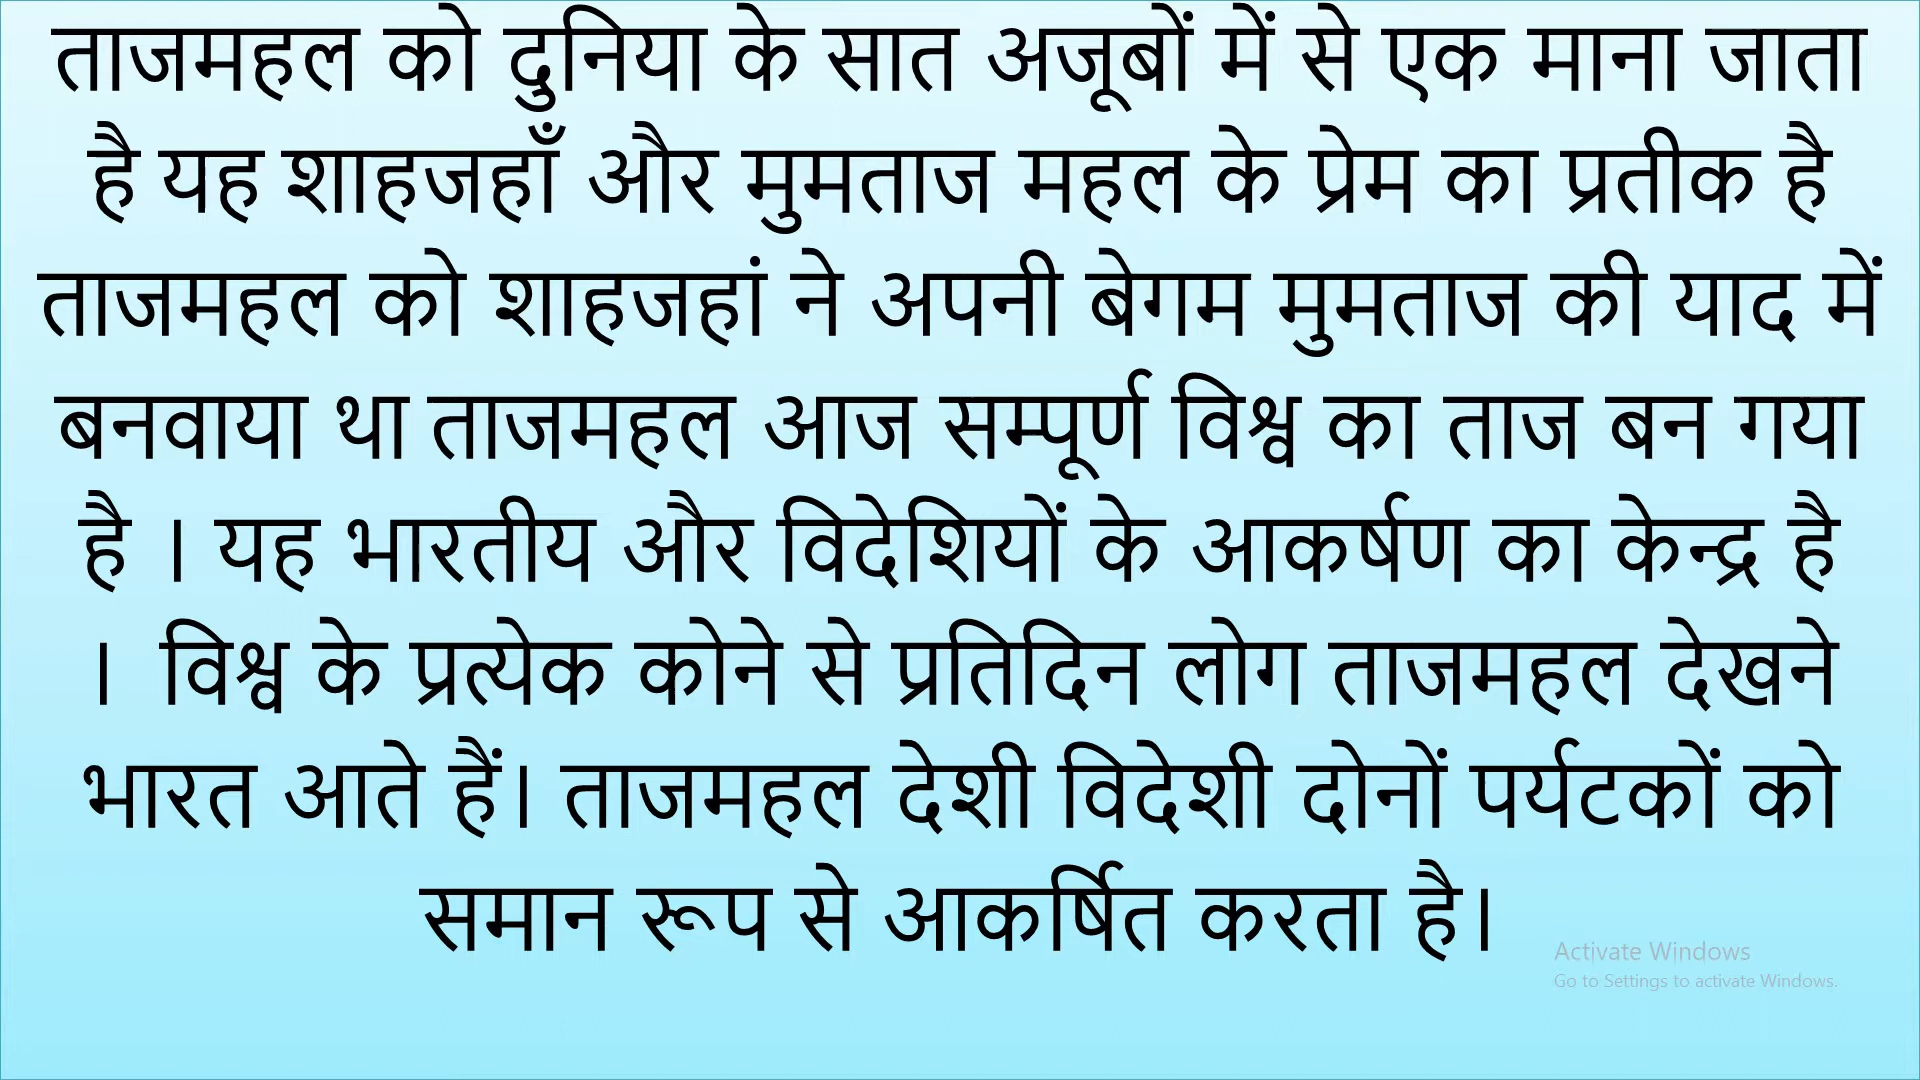 ताजमहल को दुनिया के सात अजूबों में से एक माना जाता
है यह शाहजहाँ और मुमताज महल के प्रेम का प्रतीक है
ताजमहल को शाहजहां ने अपनी बेगम मुमताज की याद में
बनवाया था ताजमहल आज सम्पूर्ण विश्व का ताज बन गया
है । यह भारतीय और विदेशियों के आकर्षण का केन्द्र है
। विश्व के प्रत्येक कोने से प्रतिदिन लोग ताजमहल देखने
भारत आते हैं। ताजमहल देशी विदेशी दोनों पर्यटकों को
समान रूप से आकर्षित करता है।
Activate Windows
Go to Settings to activate Windows.